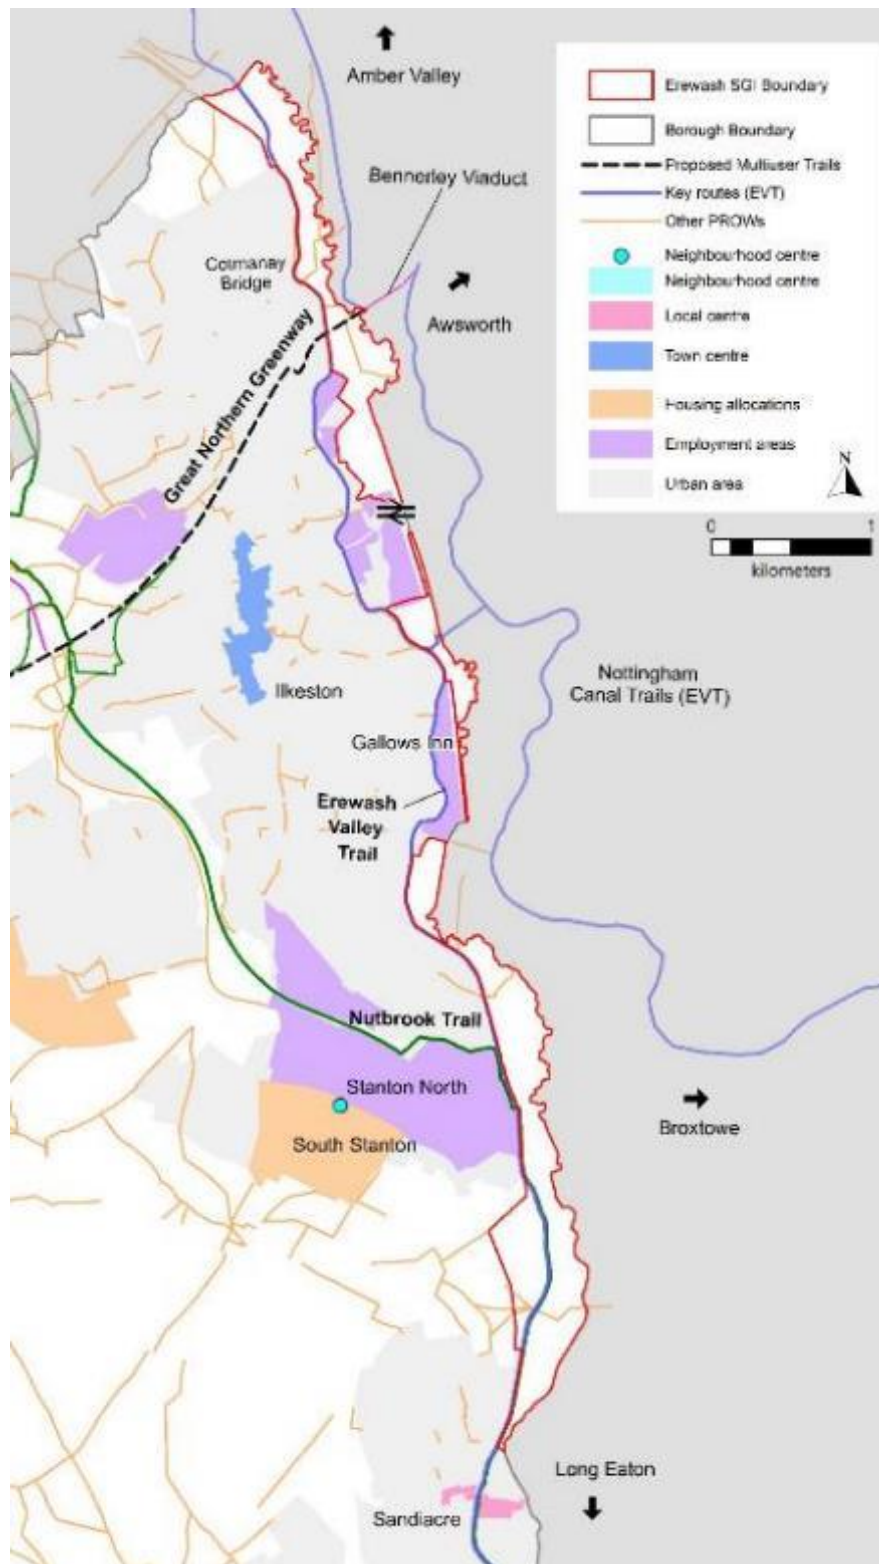 Amber Valley
Bennerley Viaduct
Cotmanay
Bridge
Awsworth
Great Northern Greenway
Erewash SGI Boundary
Borough Boundary
Proposed Multiuser Trails
Key routes (EVT)
Other PROWs
Neighbourhood centre
Neighbourhood centre
Local centre
Town centre
Housing allocations
Employment areas
Urban area
N
0 1
kilometers
Ilkeston
Nottingham
Canal Trails (EVT)
Gallows Inn
Erewash
Valley
Trail
Nutbrook Trail
Stanton North
South Stanton
Broxtowe
Long Eaton
Sandiacre